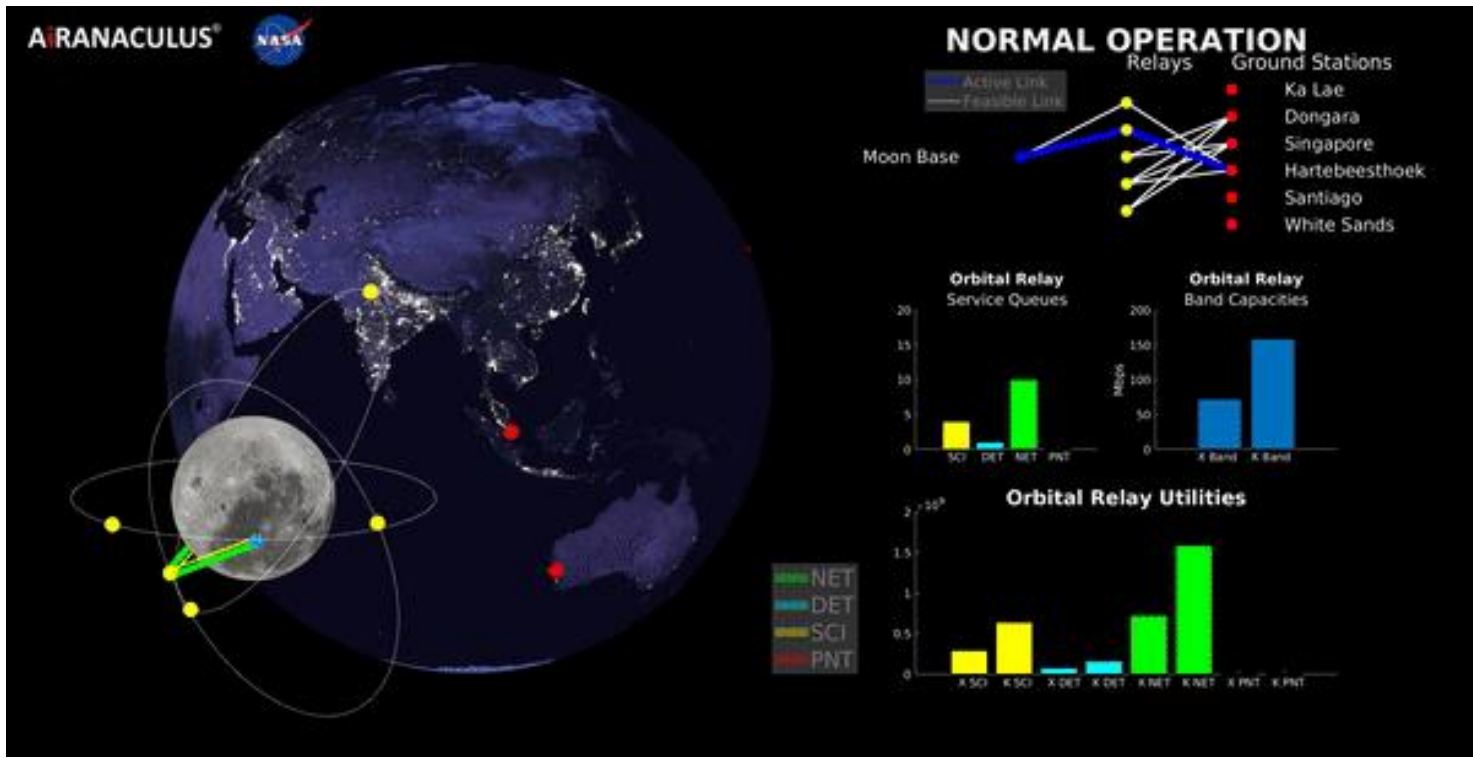 AiRANACULUS®
NASA
NORMAL OPERATION
Relays
Ground Stations
Active Link
Feasible Link
Moon Base
Ka Lae
Dongara
Singapore
Hartebeesthoek
Santiago
White Sands
Orbital Relay
Service Queues
20
15
10
5
0
SCI DET NET PNT
Orbital Relay
Band Capacities
Mbps
200
150
100
50
0
X Band K Band
NET
DET
SCI
PNT
Orbital Relay Utilities
2
1.5
1
0.5
0
X SCI K SCI X DET K DET K NET K NET X PNT K PNT